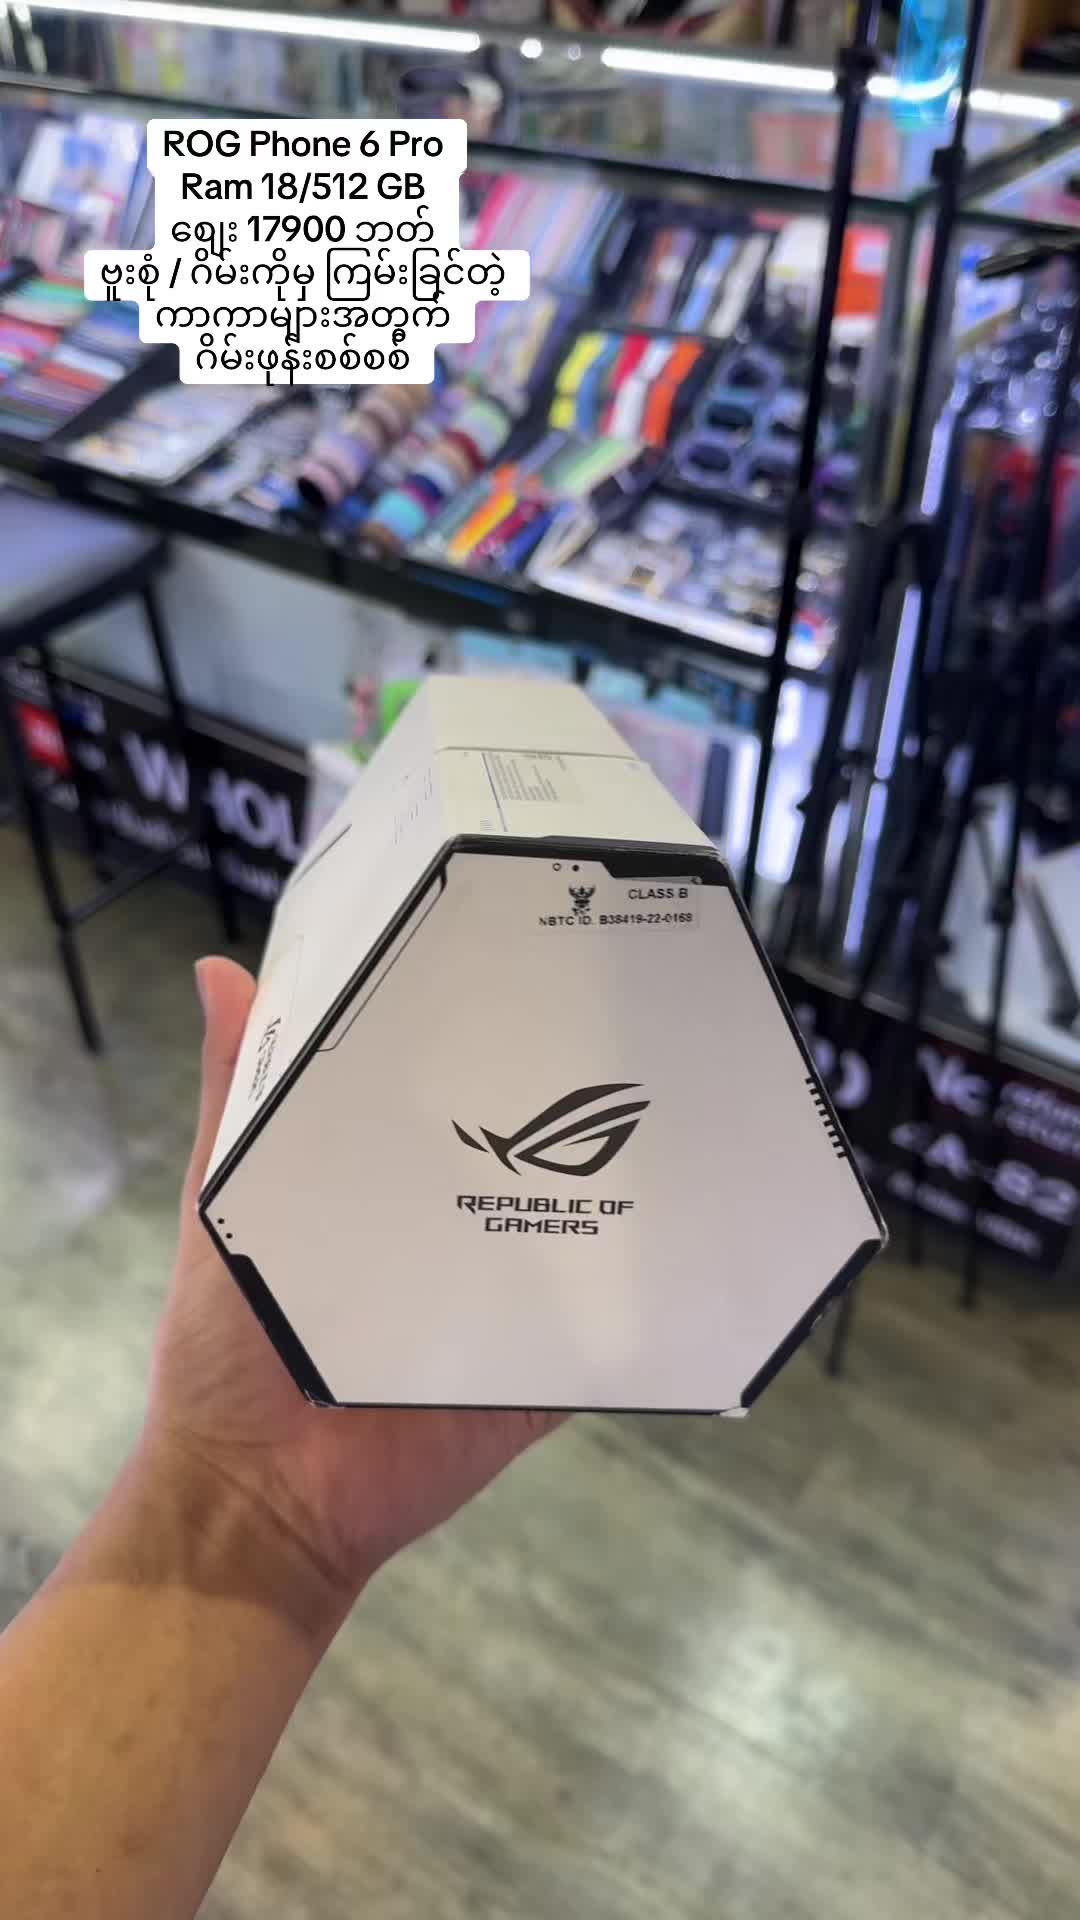 ROG Phone 6 Pro
Ram 18/512 GB
စျေး 17900 ဘတ်
ဗူးစုံ / ဂိမ်းကိုမှ ကြမ်းခြင်တဲ့
ကာကာများအတွက်
ဂိမ်းဖုန်းစစ်စစ်
CLASS B
NBTC ID. B38419-22-0168
REPUBLIC OF
GAMERS